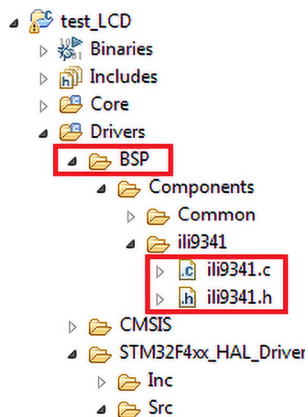 test_LCD
Binaries
Includes
Core
Drivers
BSP
Components
Common
ili9341
.c ili9341.c
.h ili9341.h
CMSIS
STM32F4xx_HAL_Driver
Inc
Src